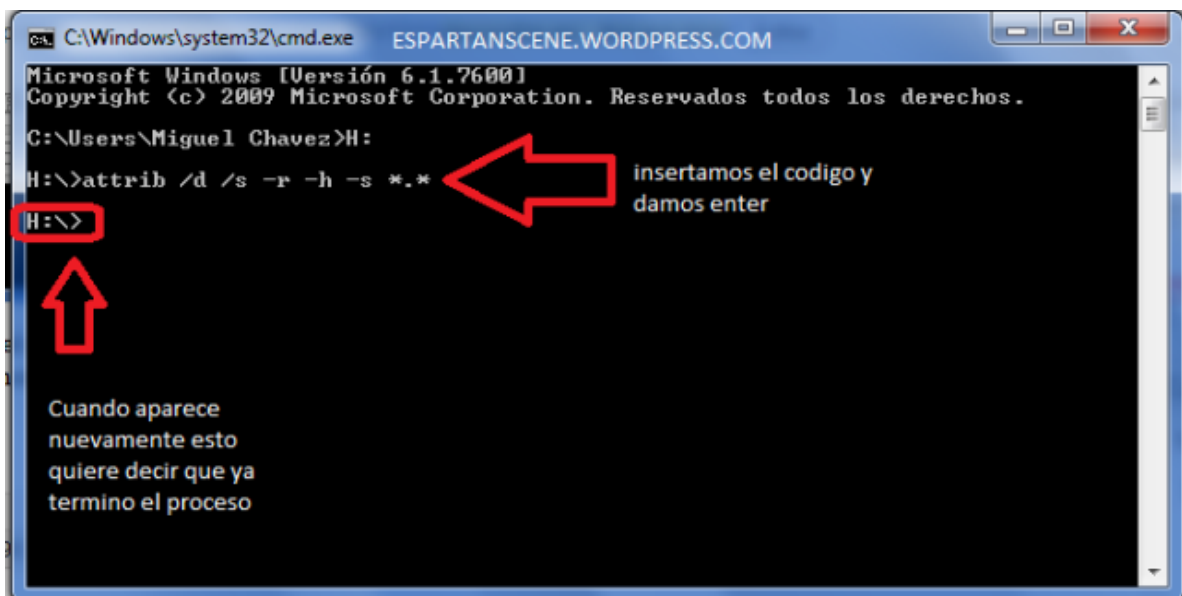 C:\Windows\system32\cmd.exe ESPARTANSCENE.WORDPRESS.COM
Microsoft Windows [Versión 6.1.7600]
Copyright (c) 2009 Microsoft Corporation. Reservados todos los derechos.
C:\Users\Miguel Chavez>H:
H:\>attrib /d /s -r -h -s *.*
insertamos el codigo y
damos enter
H:\>
Cuando aparece
nuevamente esto
quiere decir que ya
termino el proceso